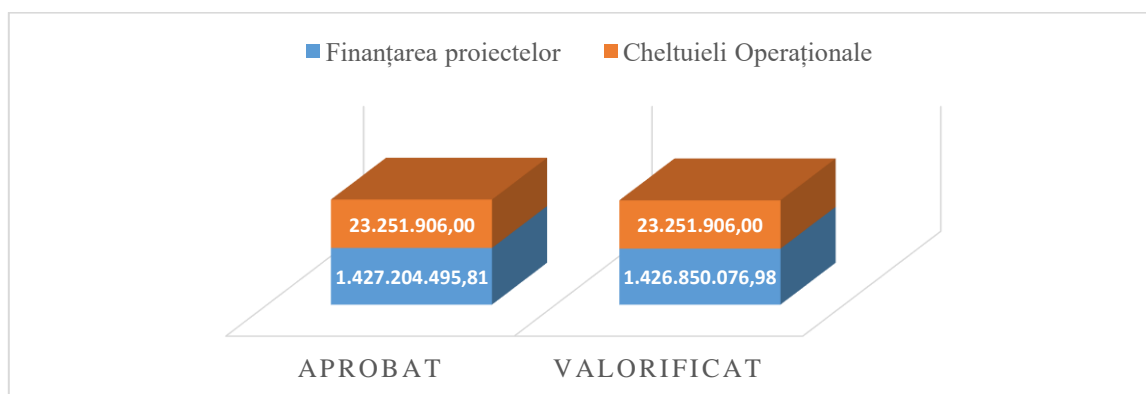 Finanțarea proiectelor Cheltuieli Operaționale
23.251.906,00 23.251.906,00
1.427.204.495,81 1.426.850.076,98
APROBAT VALORIFICAT